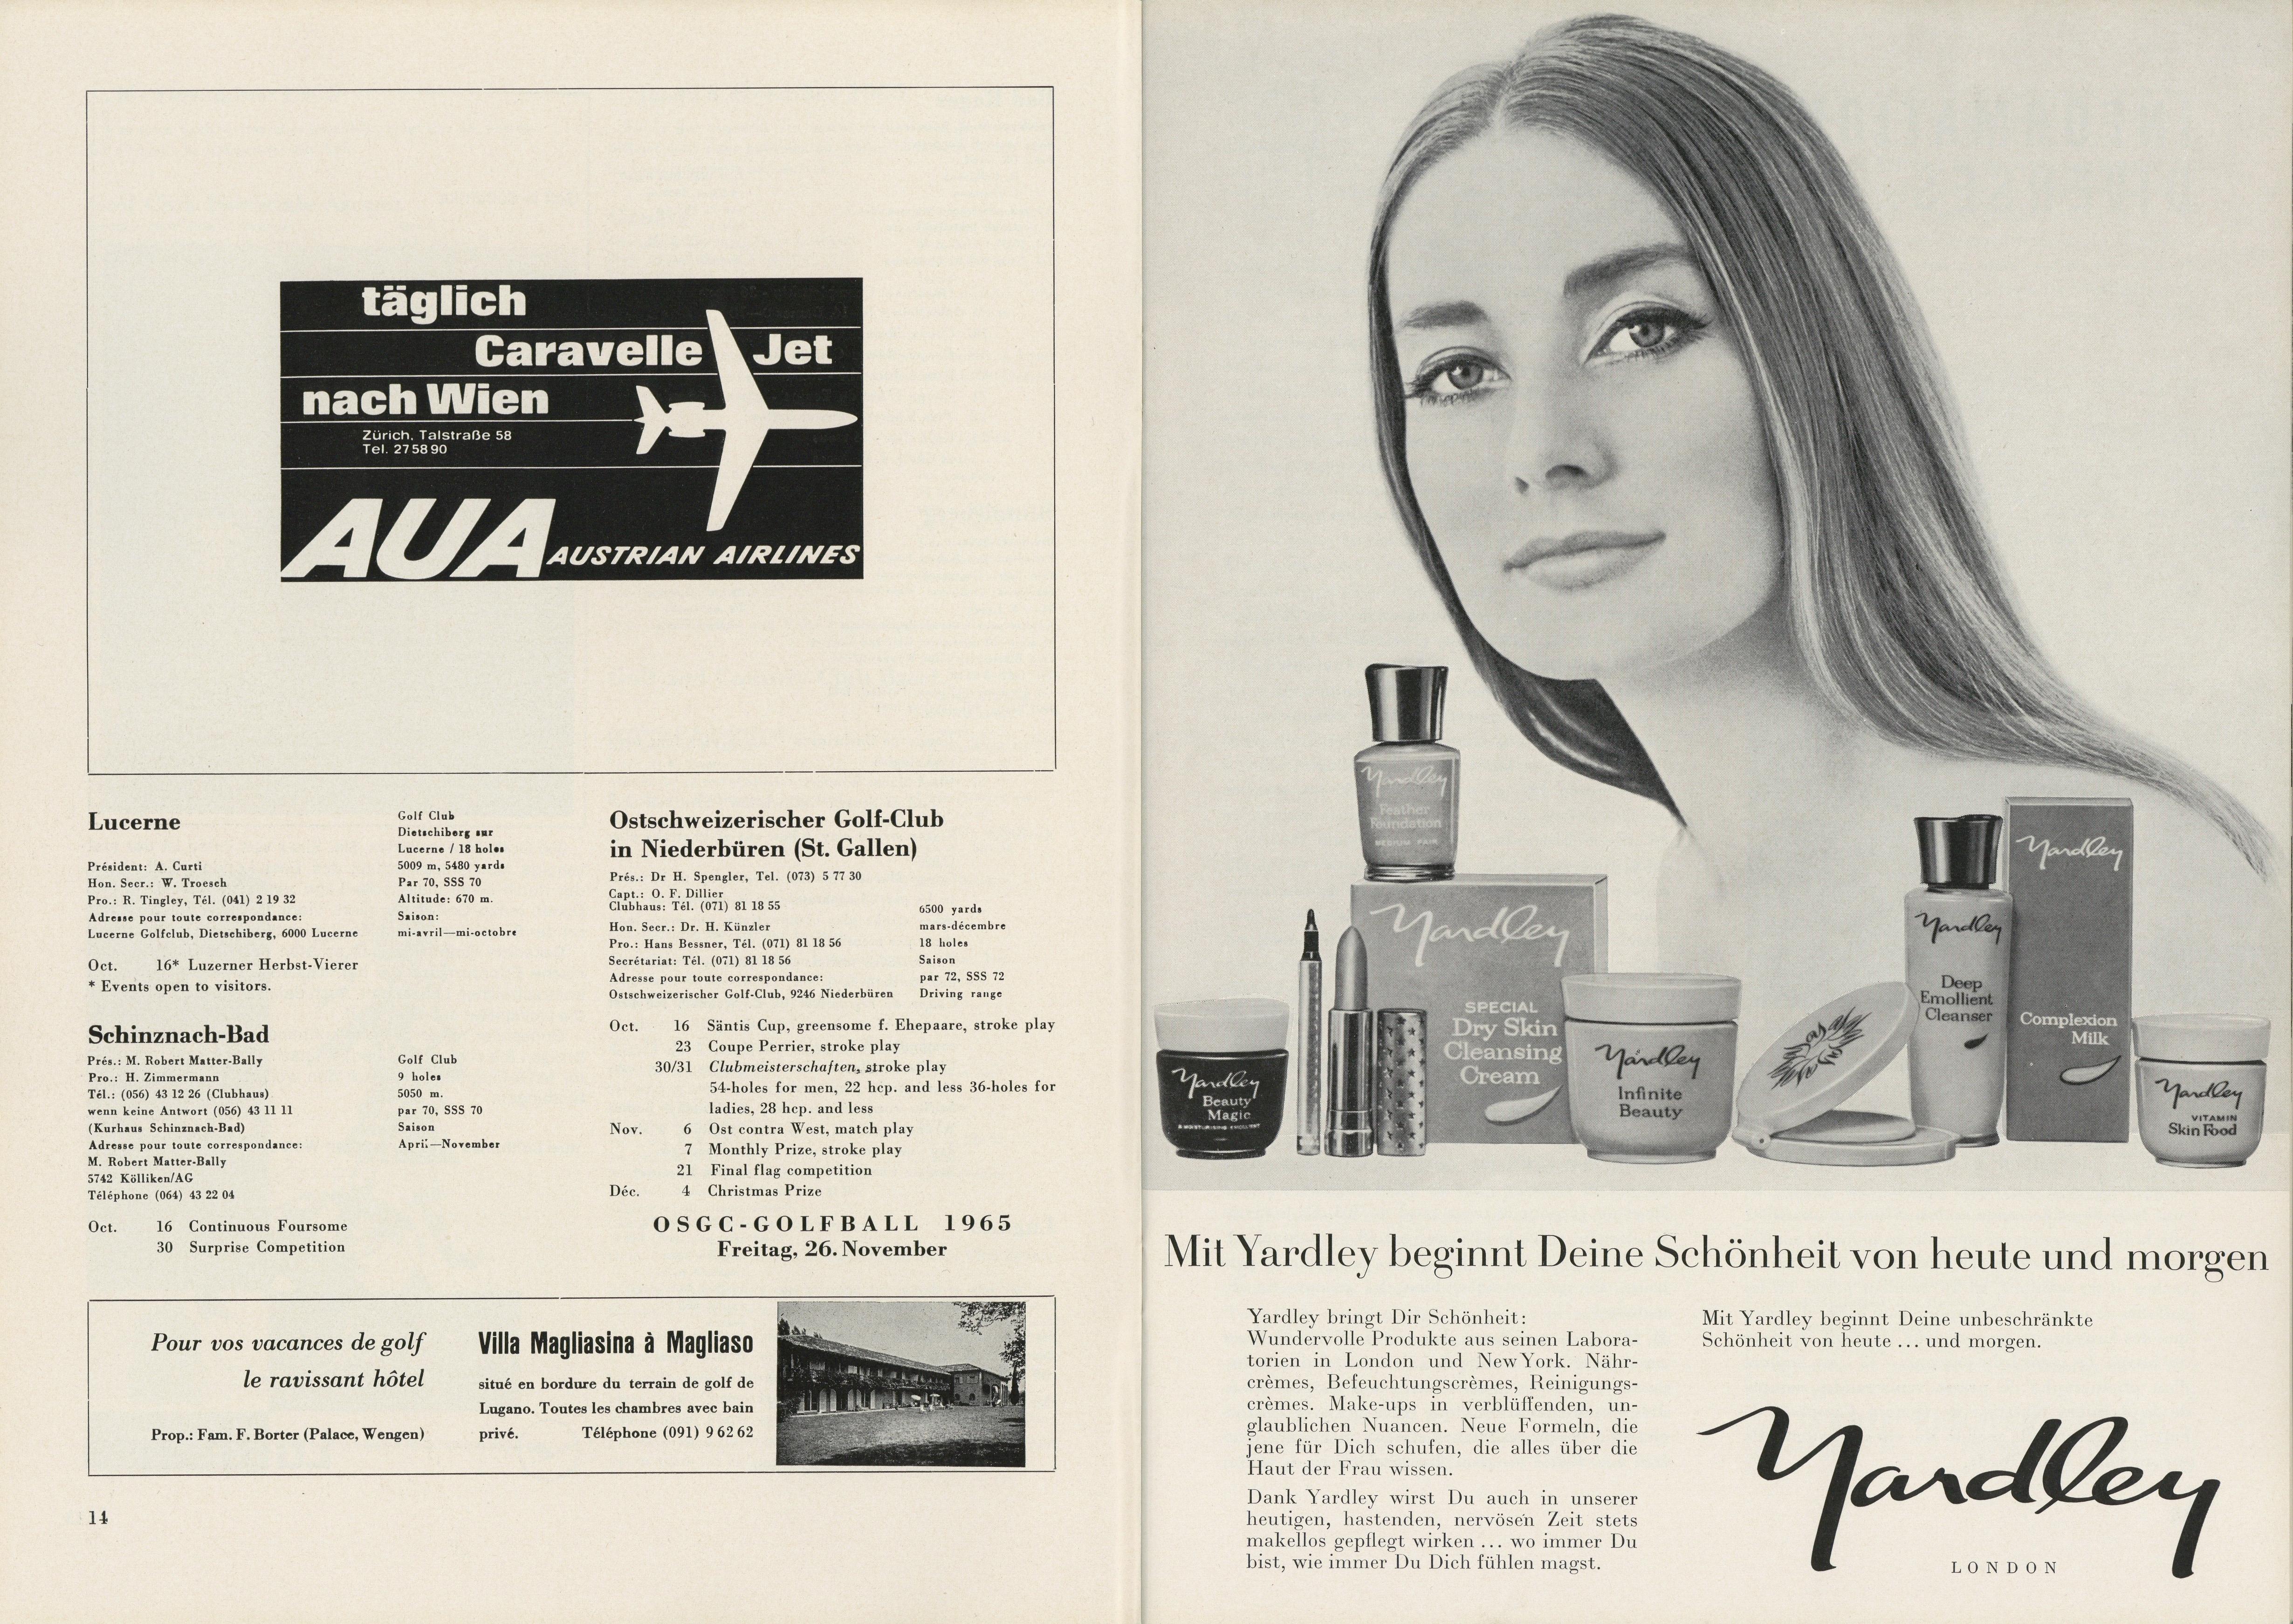 täglich
Caravelle Jet
nach Wien
Zürich, Talstraße 58
Tel. 27 58 90
AUA AUSTRIAN AIRLINES
Lucerne
Président: A. Curti
Hon. Secr.: W. Troesch
Pro.: R. Tingley, Tél. (041) 2 19 32
Adresse pour toute correspondance:
Lucerne Golfclub, Dietschiberg, 6000 Lucerne
Golf Club
Dietschiberg sur
Lucerne / 18 holes
5009 m, 5480 yards
Par 70, SSS 70
Altitude: 670 m.
Saison:
mi-avril—mi-octobre
Oct. 16* Luzerner Herbst-Vierer
* Events open to visitors.
Schinznach-Bad
Prés.: M. Robert Matter-Bally
Pro.: H. Zimmermann
Tél.: (056) 43 12 26 (Clubhaus)
wenn keine Antwort (056) 43 11 11
(Kurhaus Schinznach-Bad)
Adresse pour toute correspondance:
M. Robert Matter-Bally
5742 Kölliken/AG
Téléphone (064) 43 22 04
Golf Club
9 holes
5050 m.
par 70, SSS 70
Saison
April—November
Oct. 16 Continuous Foursome
30 Surprise Competition
Ostschweizerischer Golf-Club
in Niederbüren (St. Gallen)
Prés.: Dr H. Spengler, Tel. (073) 5 77 30
Capt.: O. F. Dillier
Clubhaus: Tél. (071) 81 18 55
Hon. Secr.: Dr. H. Künzler
Pro.: Hans Bessner, Tél. (071) 81 18 56
Secrétariat: Tél. (071) 81 18 56
Adresse pour toute correspondance:
Ostschweizerischer Golf-Club, 9246 Niederbüren
6500 yards
mars-décembre
18 holes
Saison
par 72, SSS 72
Driving range
Oct. 16 Säntis Cup, greensome f. Ehepaare, stroke play
23 Coupe Perrier, stroke play
30/31 Clubmeisterschaften, stroke play
54-holes for men, 22 hcp. and less 36-holes for
ladies, 28 hcp. and less
Nov. 6 Ost contra West, match play
7 Monthly Prize, stroke play
21 Final flag competition
Déc. 4 Christmas Prize
OSGC-GOLFBALL 1965
Freitag, 26. November
Pour vos vacances de golf
le ravissant hôtel
Prop.: Fam. F. Borter (Palace, Wengen)
Villa Magliasina à Magliaso
situé en bordure du terrain de golf de
Lugano. Toutes les chambres avec bain
privé. Téléphone (091) 9 62 62
14
Yardley
Feather
Foundation
MEDIUM FAIR
Yardley
SPECIAL
Dry Skin
Cleansing
Cream
Yardley
Beauty
Magic
A MOISTURISING EMOLLIENT
Yardley
Infinite
Beauty
Yardley
Deep
Emollient
Cleanser
Yardley
Complexion
Milk
Yardley
VITAMIN
Skin Food
Mit Yardley beginnt Deine Schönheit von heute und morgen
Yardley bringt Dir Schönheit:
Wundervolle Produkte aus seinen Labora-
torien in London und New York. Nähr-
crèmes, Befeuchtungscrèmes, Reinigungs-
crèmes. Make-ups in verblüffenden, un-
glaublichen Nuancen. Neue Formeln, die
jene für Dich schufen, die alles über die
Haut der Frau wissen.
Dank Yardley wirst Du auch in unserer
heutigen, hastenden, nervösen Zeit stets
makellos gepflegt wirken ... wo immer Du
bist, wie immer Du Dich fühlen magst.
Mit Yardley beginnt Deine unbeschränkte
Schönheit von heute ... und morgen.
Yardley
LONDON